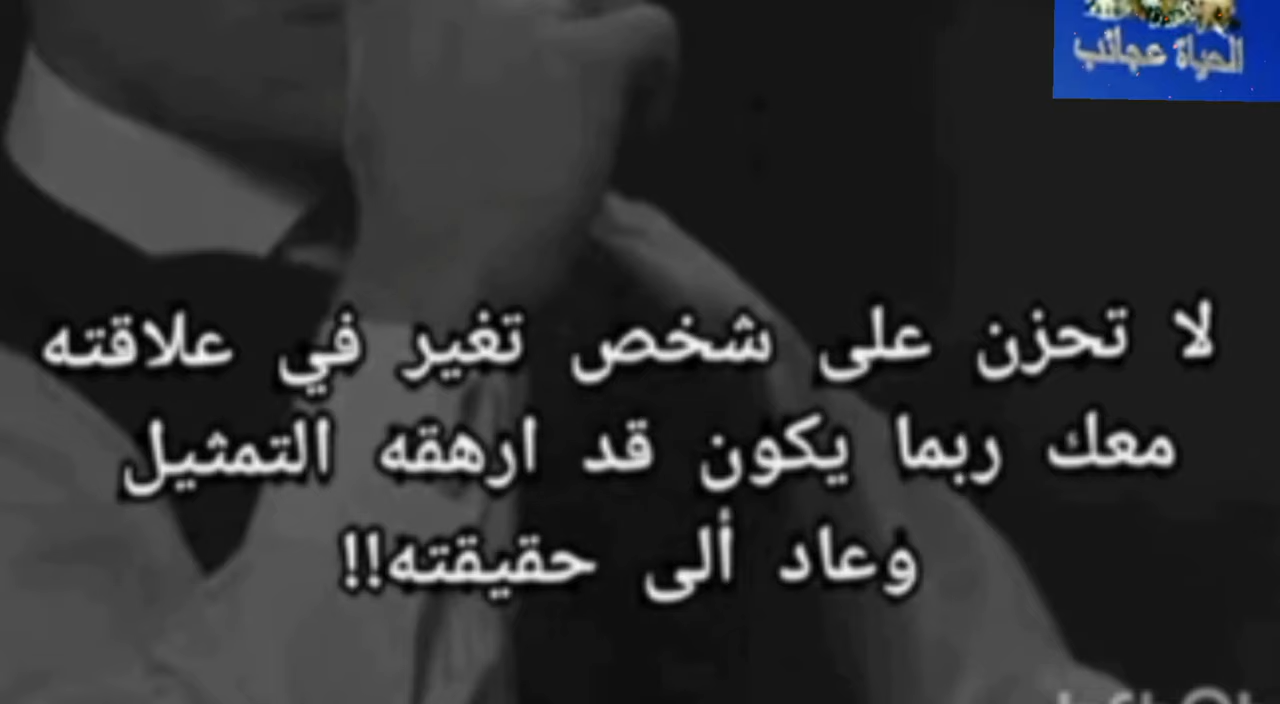 الحياة عجائب
لا تحزن على شخص تغير في علاقته
معك ربما يكون قد ارهقه التمثيل
وعاد ألى حقيقته!!